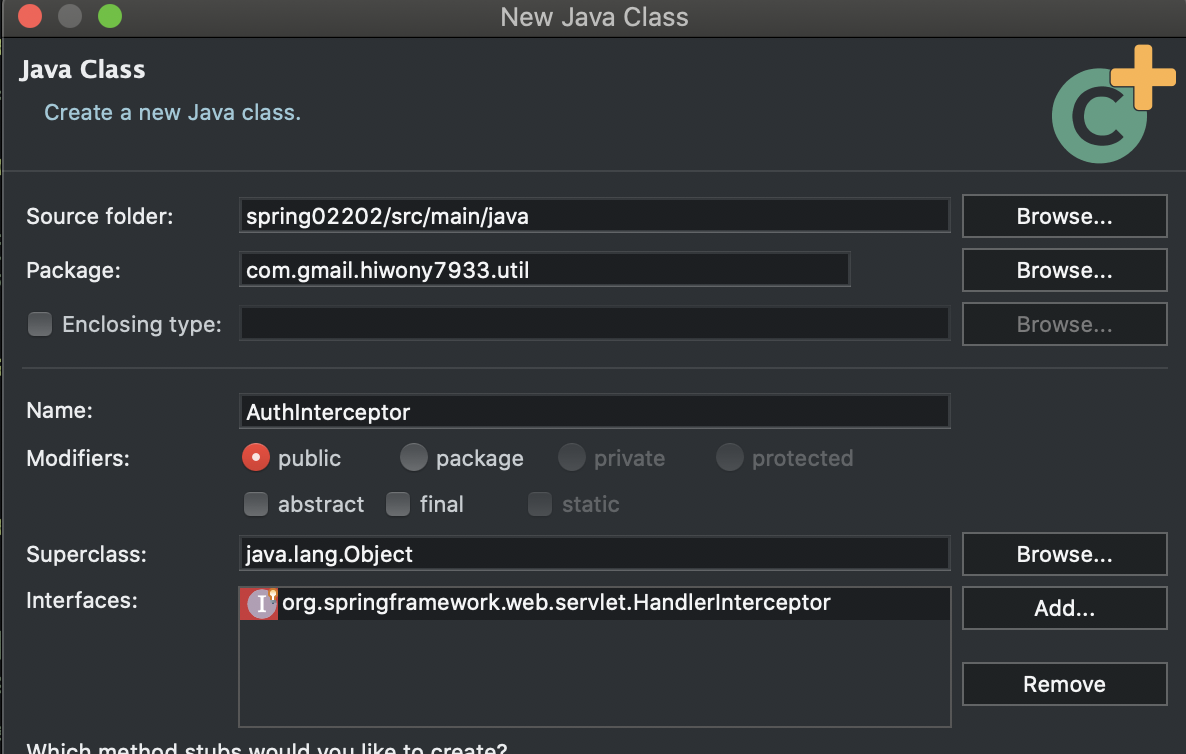 New Java Class
Java Class
Create a new Java class.
Source folder: spring02202/src/main/java Browse...
Package: com.gmail.hiwony7933.util Browse...
Enclosing type: Browse...
Name: AuthInterceptor
Modifiers: public package private protected
abstract final static
Superclass: java.lang.Object Browse...
Interfaces: I org.springframework.web.servlet.HandlerInterceptor Add...
Remove
Which method stubs would you like to create?